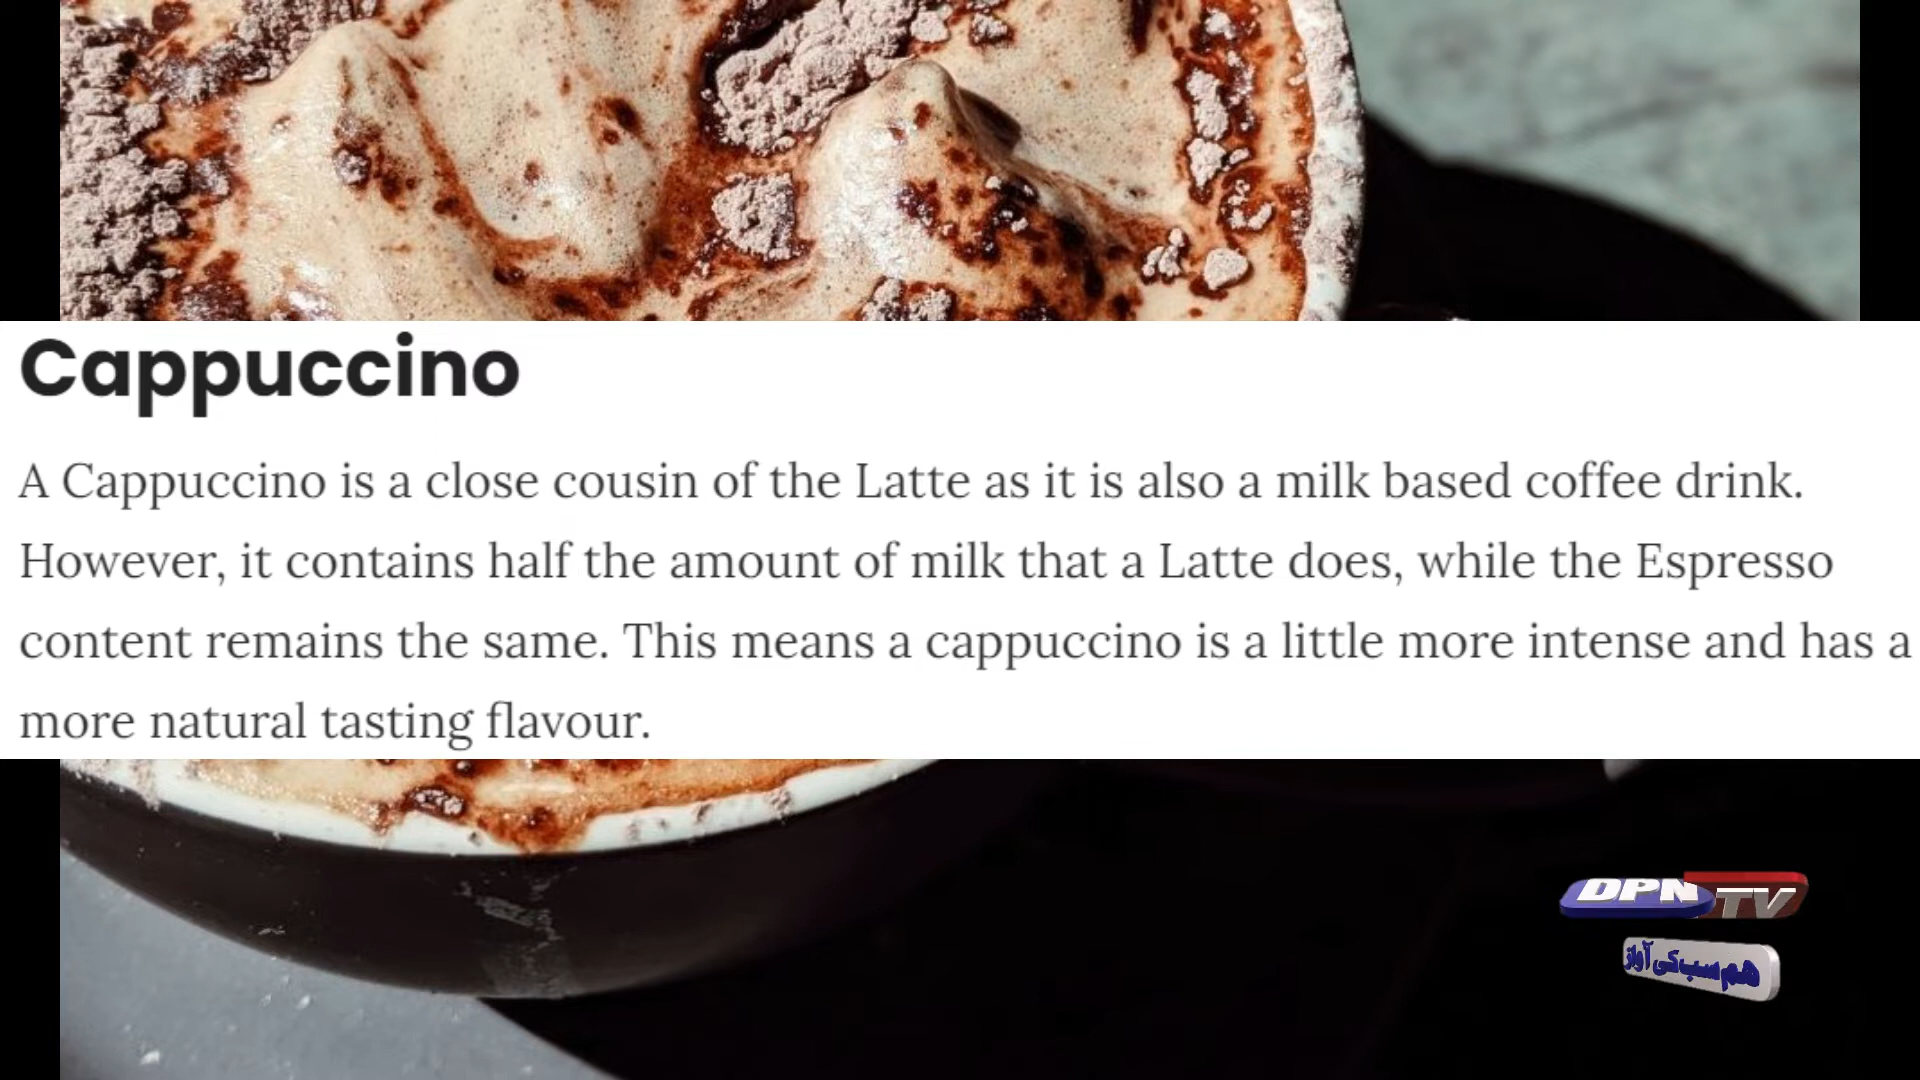 Cappuccino
A Cappuccino is a close cousin of the Latte as it is also a milk based coffee drink.
However, it contains half the amount of milk that a Latte does, while the Espresso
content remains the same. This means a cappuccino is a little more intense and has a
more natural tasting flavour.
DPN TV
ھم سب کی آواز